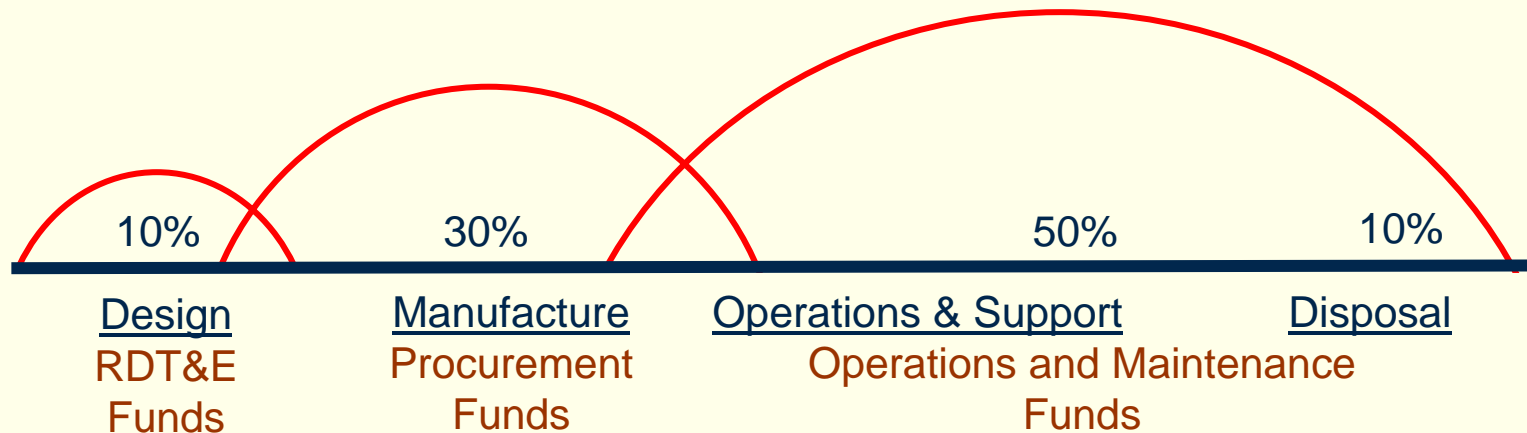 10% 30% 50% 10%
Design Manufacture Operations & Support Disposal
RDT&E Procurement Operations and Maintenance
Funds Funds Funds